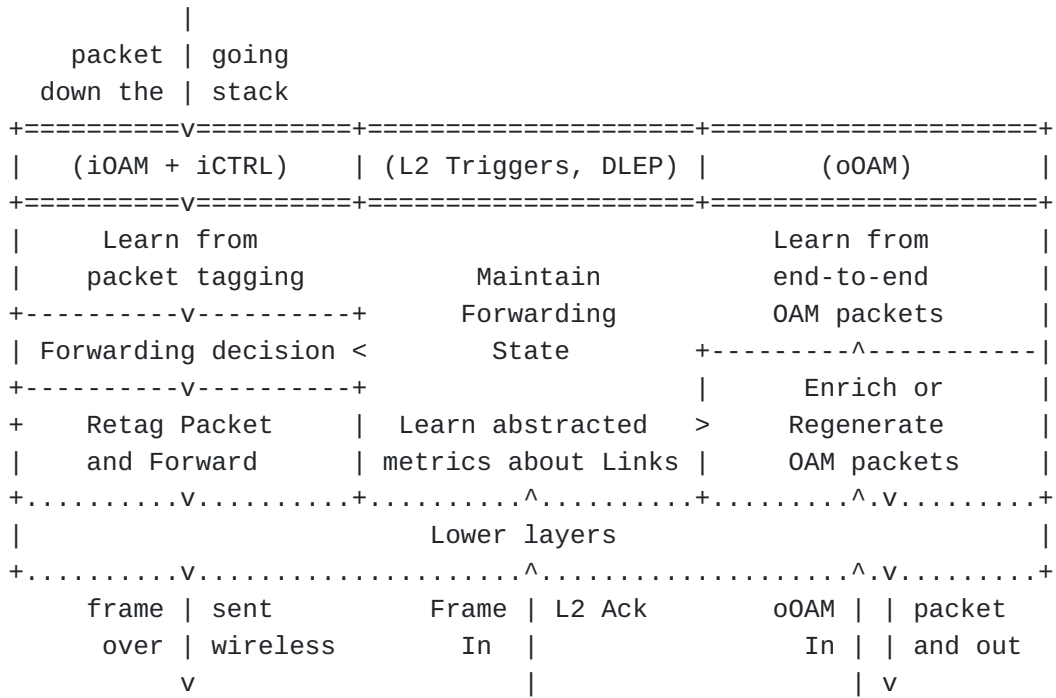 |
       packet | going
     down the | stack
+==========v==========+=====================+=====================+
|    (iOAM + iCTRL)    | (L2 Triggers, DLEP) |       (oOAM)        |
+==========v==========+=====================+=====================+
|      Learn from                                 Learn from       |
|     packet tagging           Maintain           end-to-end       |
+----------v----------+      Forwarding          OAM packets       |
| Forwarding decision <        State        +---------^-----------|
+----------v----------+                     |      Enrich or      |
+    Retag Packet      |  Learn abstracted   >     Regenerate      |
|     and Forward      | metrics about Links |     OAM packets     |
+..........v..........+..........^..........+.........^.v.........+
|                          Lower layers                            |
+..........v.....................^....................^.v.........+
     frame | sent          Frame | L2 Ack        oOAM | | packet
      over | wireless         In |                 In | | and out
           v                     |                    | v